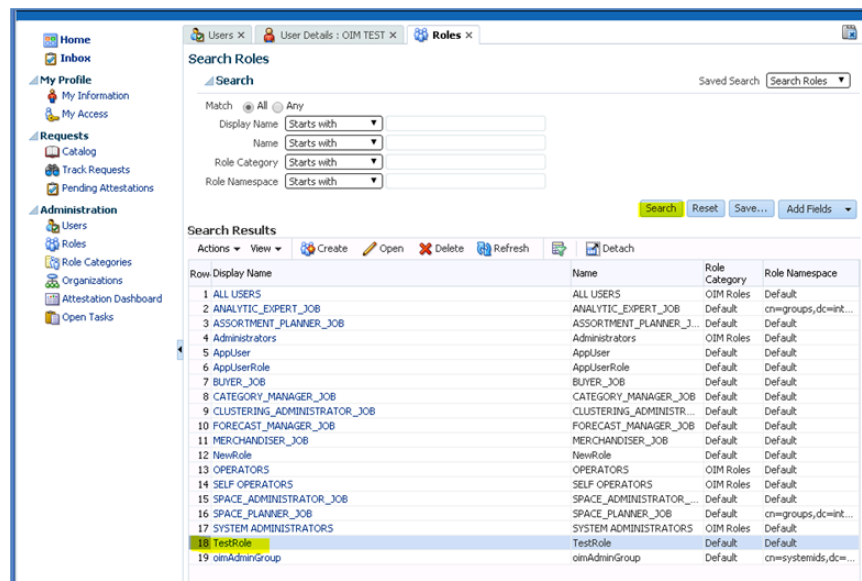 Users × User Details : OIM TEST × Roles ×
Home
Inbox
My Profile
My Information
My Access
Requests
Catalog
Track Requests
Pending Attestations
Administration
Users
Roles
Role Categories
Organizations
Attestation Dashboard
Open Tasks
Search Roles
Search
Saved Search Search Roles
Match All Any
Display Name Starts with
Name Starts with
Role Category Starts with
Role Namespace Starts with
Search Reset Save... Add Fields
Search Results
Actions View Create Open Delete Refresh Detach
Row Display Name Name Role Category Role Namespace
1 ALL USERS ALL USERS OIM Roles Default
2 ANALYTIC_EXPERT_JOB ANALYTIC_EXPERT_JOB Default cn=groups,dc=int...
3 ASSORTMENT_PLANNER_JOB ASSORTMENT_PLANNER_J... Default Default
4 Administrators Administrators OIM Roles Default
5 AppUser AppUser Default Default
6 AppUserRole AppUserRole Default Default
7 BUYER_JOB BUYER_JOB Default Default
8 CATEGORY_MANAGER_JOB CATEGORY_MANAGER_JOB Default Default
9 CLUSTERING_ADMINISTRATOR_JOB CLUSTERING_ADMINISTR... Default Default
10 FORECAST_MANAGER_JOB FORECAST_MANAGER_JOB Default Default
11 MERCHANDISER_JOB MERCHANDISER_JOB Default Default
12 NewRole NewRole Default Default
13 OPERATORS OPERATORS OIM Roles Default
14 SELF OPERATORS SELF OPERATORS OIM Roles Default
15 SPACE_ADMINISTRATOR_JOB SPACE_ADMINISTRATOR_... Default Default
16 SPACE_PLANNER_JOB SPACE_PLANNER_JOB Default cn=groups,dc=int...
17 SYSTEM ADMINISTRATORS SYSTEM ADMINISTRATORS OIM Roles Default
18 TestRole TestRole Default Default
19 oimAdminGroup oimAdminGroup Default cn=systemids,dc=...